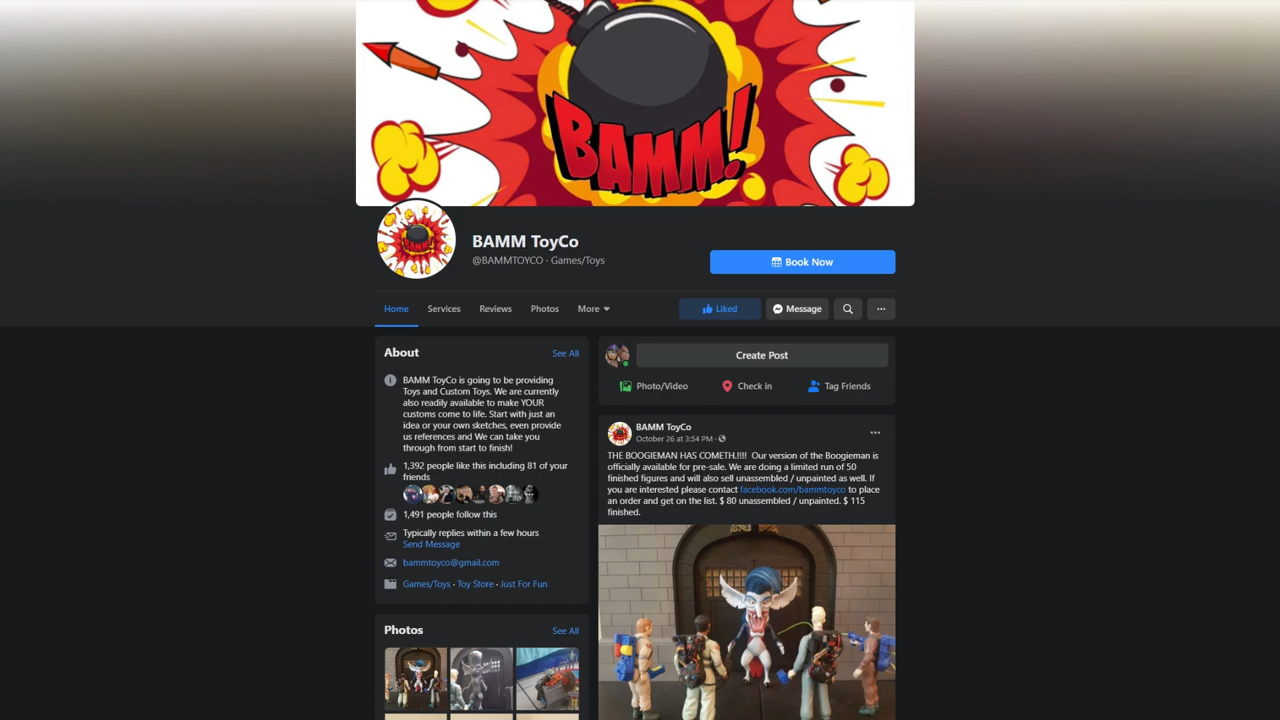 BAMM!
BAMM ToyCo
@BAMMTOYCO · Games/Toys
Book Now
Home
Services
Reviews
Photos
More
Liked
Message
About
See All
BAMM ToyCo is going to be providing
Toys and Custom Toys. We are currently
also readily available to make YOUR
customs come to life. Start with just an
idea or your own sketches, even provide
us references and We can take you
through from start to finish!
1,392 people like this including 81 of your
friends
1,491 people follow this
Typically replies within a few hours
Send Message
bammtoyco@gmail.com
Games/Toys · Toy Store · Just For Fun
Photos
See All
Create Post
Photo/Video
Check in
Tag Friends
BAMM ToyCo
October 26 at 3:54 PM ·
THE BOOGIEMAN HAS COMETH.!!!! Our version of the Boogieman is
officially available for pre-sale. We are doing a limited run of 50
finished figures and will also sell unassembled / unpainted as well. If
you are interested please contact facebook.com/bammtoyco to place
an order and get on the list. $ 80 unassembled / unpainted. $ 115
finished.